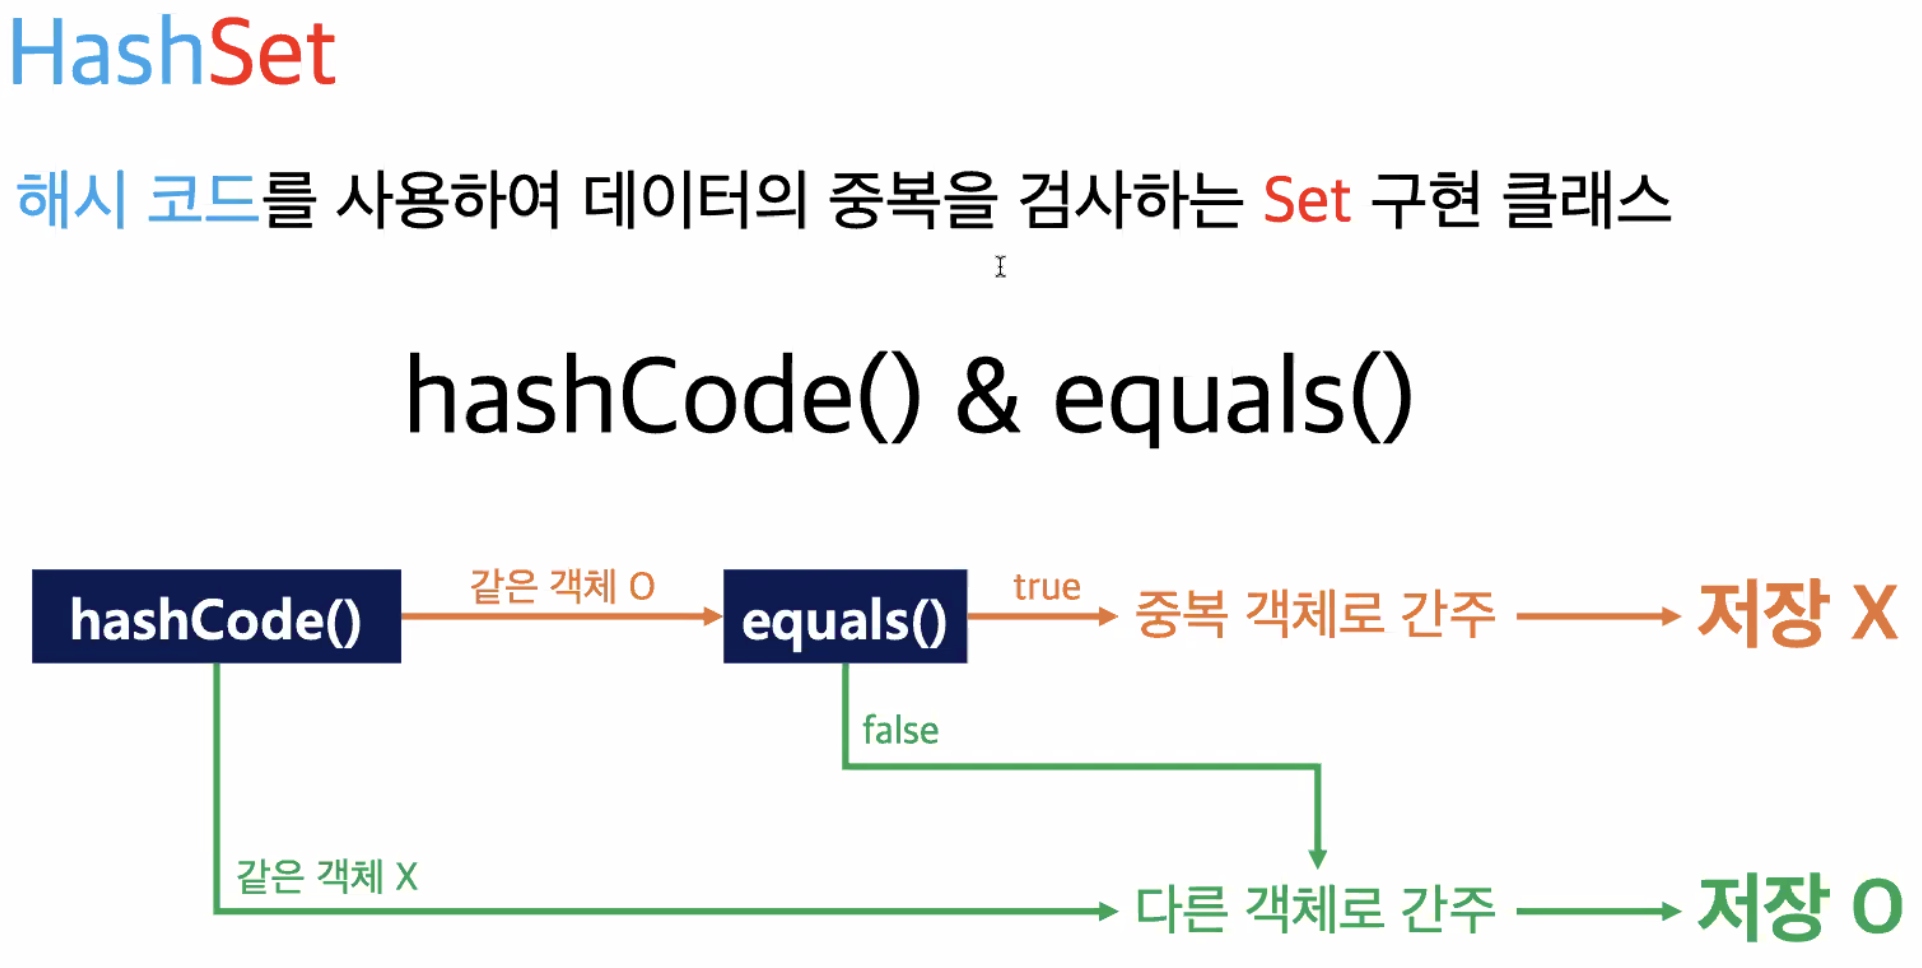 HashSet
해시 코드를 사용하여 데이터의 중복을 검사하는 Set 구현 클래스
hashCode() & equals()
hashCode()
같은 객체 O
equals()
true
중복 객체로 간주
저장 X
false
같은 객체 X
다른 객체로 간주
저장 O